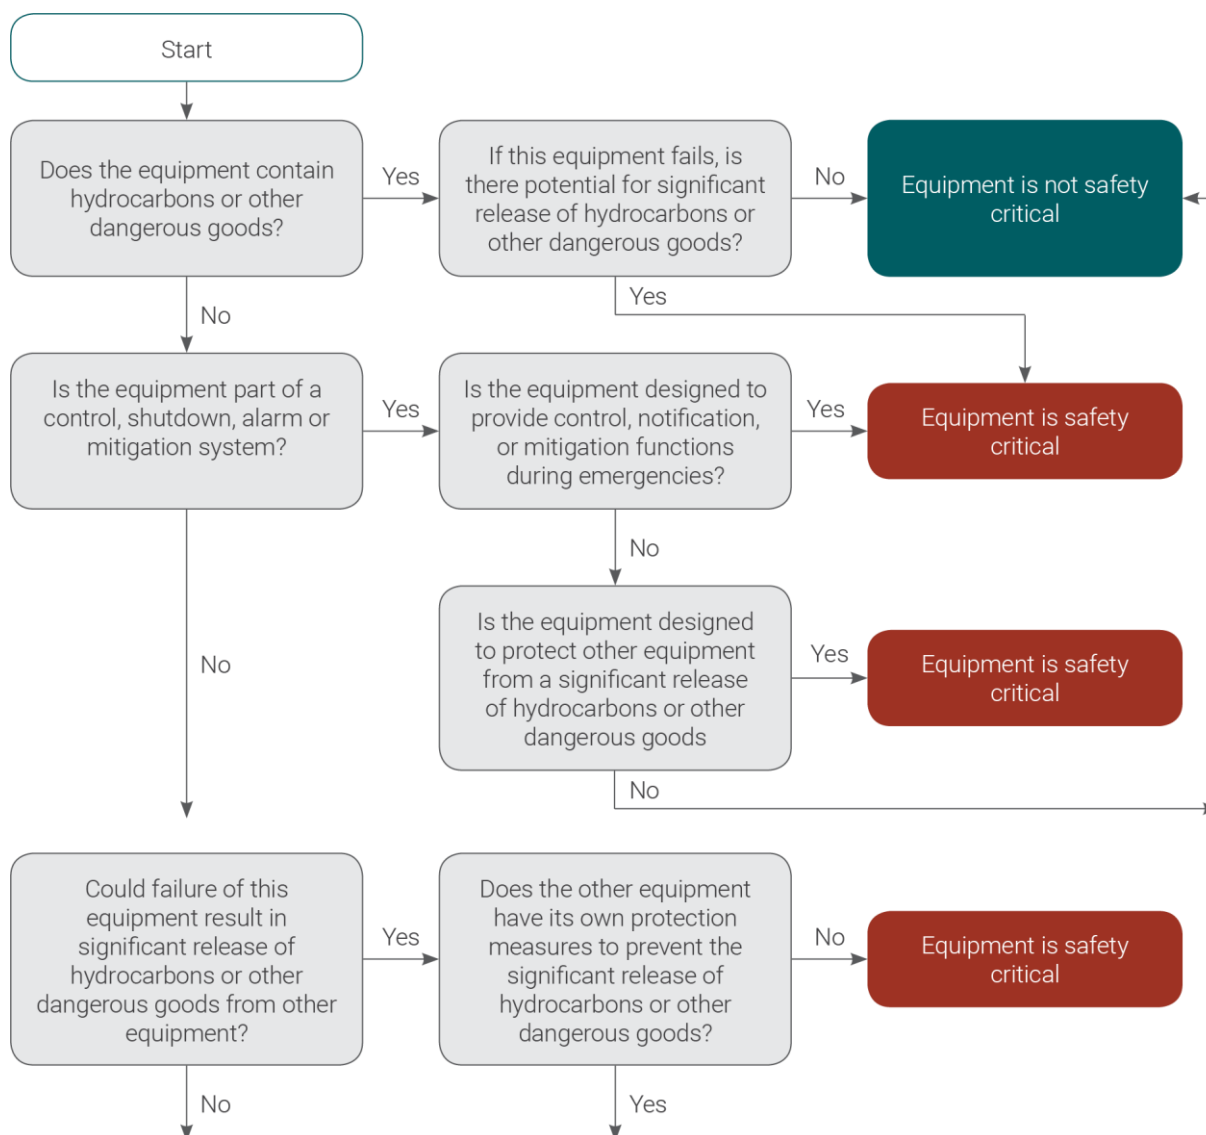 Start
Does the equipment contain
hydrocarbons or other
dangerous goods?
Yes
If this equipment fails, is
there potential for significant
release of hydrocarbons or
other dangerous goods?
No
Equipment is not safety
critical
No
Yes
Is the equipment part of a
control, shutdown, alarm or
mitigation system?
Yes
Is the equipment designed to
provide control, notification,
or mitigation functions
during emergencies?
Yes
Equipment is safety
critical
No
No
Is the equipment designed
to protect other equipment
from a significant release
of hydrocarbons or other
dangerous goods
Yes
Equipment is safety
critical
No
Could failure of this
equipment result in
significant release of
hydrocarbons or other
dangerous goods from other
equipment?
Yes
Does the other equipment
have its own protection
measures to prevent the
significant release of
hydrocarbons or other
dangerous goods?
No
Equipment is safety
critical
No
Yes